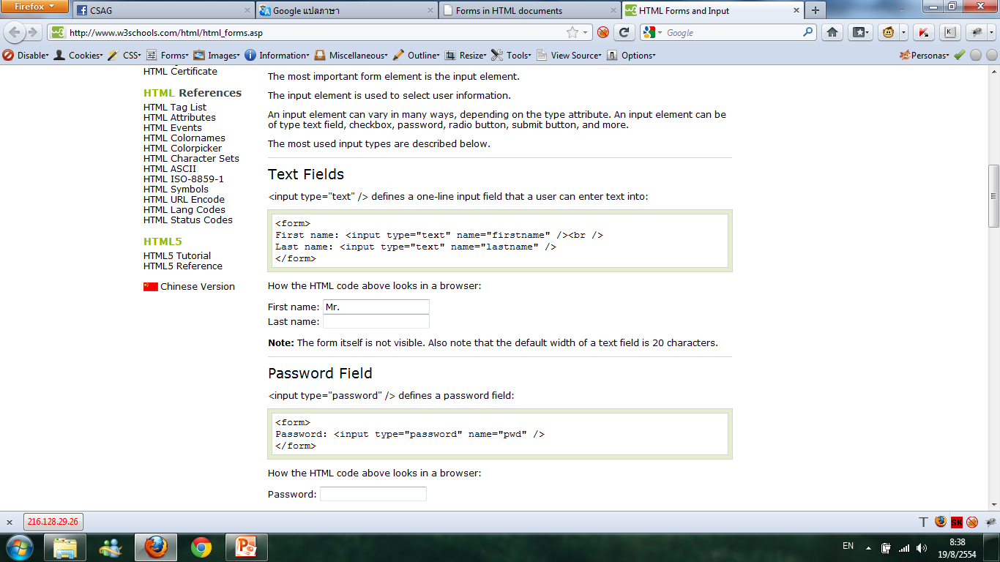 Firefox
CSAG
Google แปลภาษา
Forms in HTML documents
HTML Forms and Input
http://www.w3schools.com/html/html_forms.asp
Google
Disable
Cookies
CSS
Forms
Images
Information
Miscellaneous
Outline
Resize
Tools
View Source
Options
Personas
HTML Certificate
HTML References
HTML Tag List
HTML Attributes
HTML Events
HTML Colornames
HTML Colorpicker
HTML Character Sets
HTML ASCII
HTML ISO-8859-1
HTML Symbols
HTML URL Encode
HTML Lang Codes
HTML Status Codes
HTML5
HTML5 Tutorial
HTML5 Reference
Chinese Version
The most important form element is the input element.
The input element is used to select user information.
An input element can vary in many ways, depending on the type attribute. An input element can be
of type text field, checkbox, password, radio button, submit button, and more.
The most used input types are described below.
Text Fields
<input type="text" /> defines a one-line input field that a user can enter text into:
<form>
First name: <input type="text" name="firstname" /><br />
Last name: <input type="text" name="lastname" />
</form>
How the HTML code above looks in a browser:
First name: Mr.
Last name:
Note: The form itself is not visible. Also note that the default width of a text field is 20 characters.
Password Field
<input type="password" /> defines a password field:
<form>
Password: <input type="password" name="pwd" />
</form>
How the HTML code above looks in a browser:
Password:
x 216.128.29.26
T SK
EN
8:38
19/8/2554